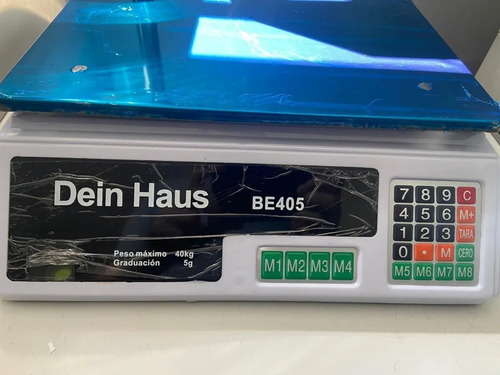 Dein Haus BE405
Peso máximo 40kg
Graduación 5g
M1 M2 M3 M4
7 8 9 C
4 5 6 M+
1 2 3 TARA
0 • M CERO
M5 M6 M7 M8